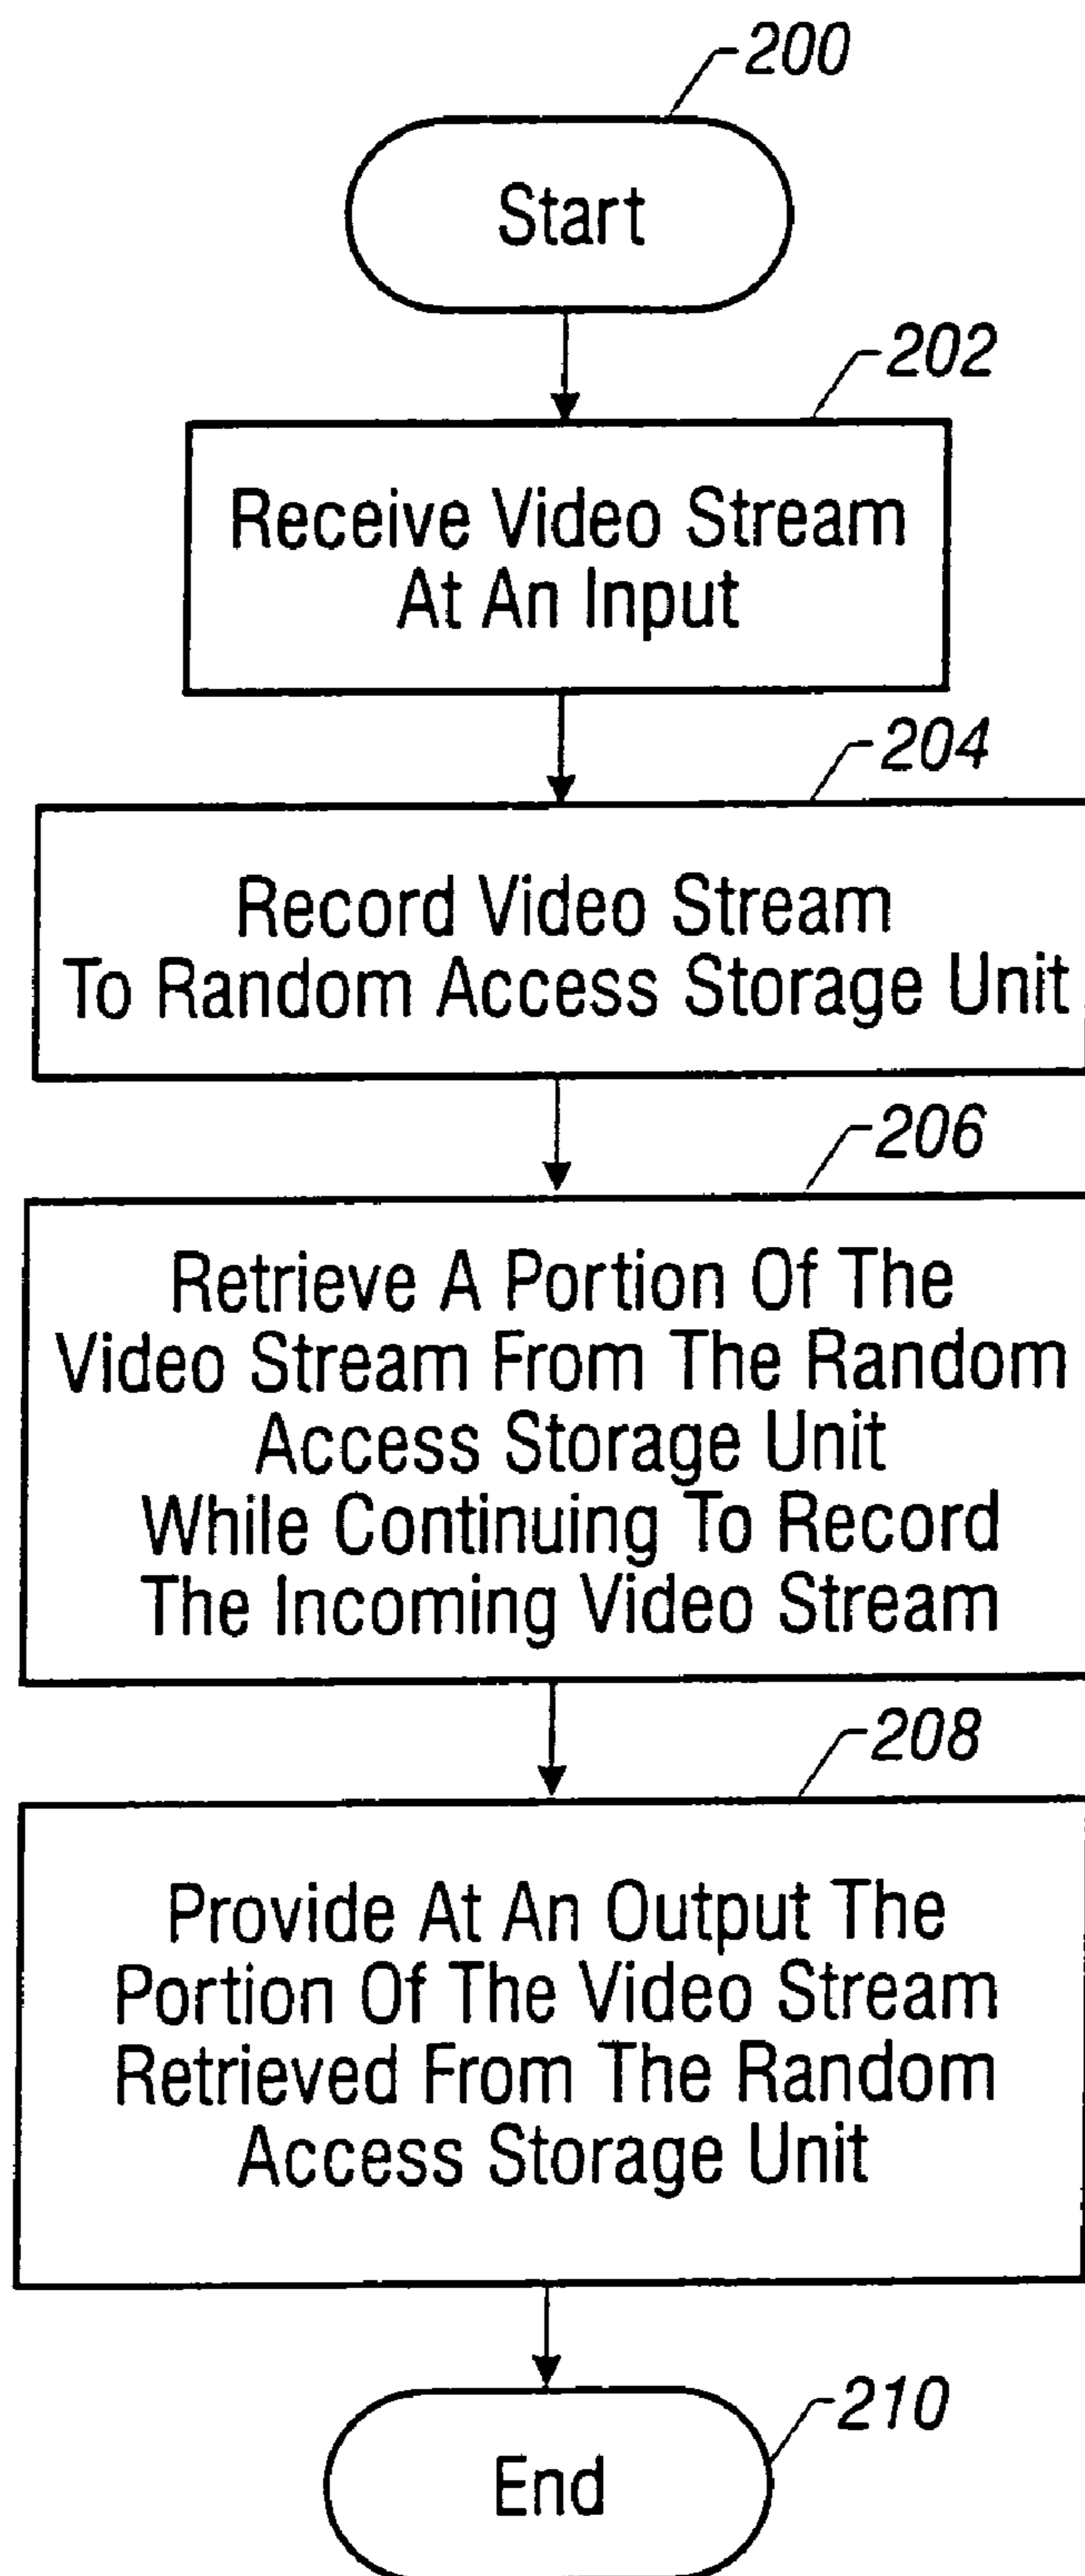 200
Start
202
Receive Video Stream
At An Input
204
Record Video Stream
To Random Access Storage Unit
206
Retrieve A Portion Of The
Video Stream From The Random
Access Storage Unit
While Continuing To Record
The Incoming Video Stream
208
Provide At An Output The
Portion Of The Video Stream
Retrieved From The Random
Access Storage Unit
210
End